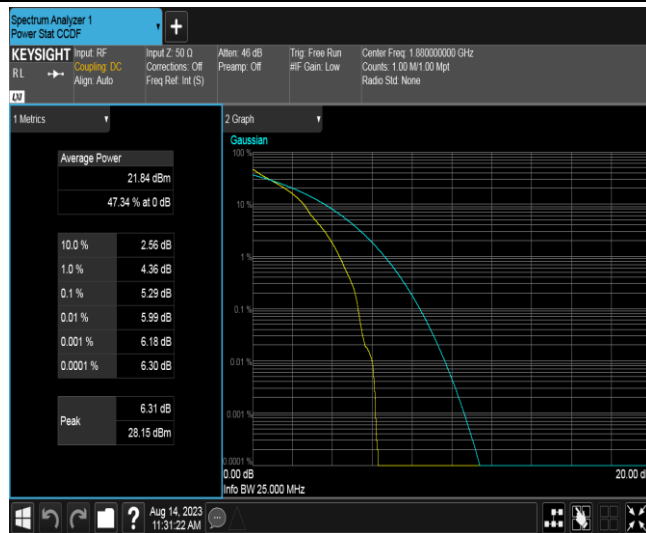 Spectrum Analyzer 1
Power Stat CCDF
+
KEYSIGHT
RL
LXI
Input: RF
Coupling: DC
Align: Auto
Input Z: 50 Ω
Corrections: Off
Freq Ref: Int (S)
Atten: 46 dB
Preamp: Off
Trig: Free Run
#IF Gain: Low
Center Freq: 1.880000000 GHz
Counts: 1.00 M/1.00 Mpt
Radio Std: None
1 Metrics
Average Power
21.84 dBm
47.34 % at 0 dB
10.0 % 2.56 dB
1.0 % 4.36 dB
0.1 % 5.29 dB
0.01 % 5.99 dB
0.001 % 6.18 dB
0.0001 % 6.30 dB
Peak
6.31 dB
28.15 dBm
2 Graph
Gaussian
100 %
10 %
1 %
0.1 %
0.01 %
0.001 %
0.0001 %
0.00 dB 20.00 d
Info BW 25.000 MHz
?
Aug 14, 2023
11:31:22 AM